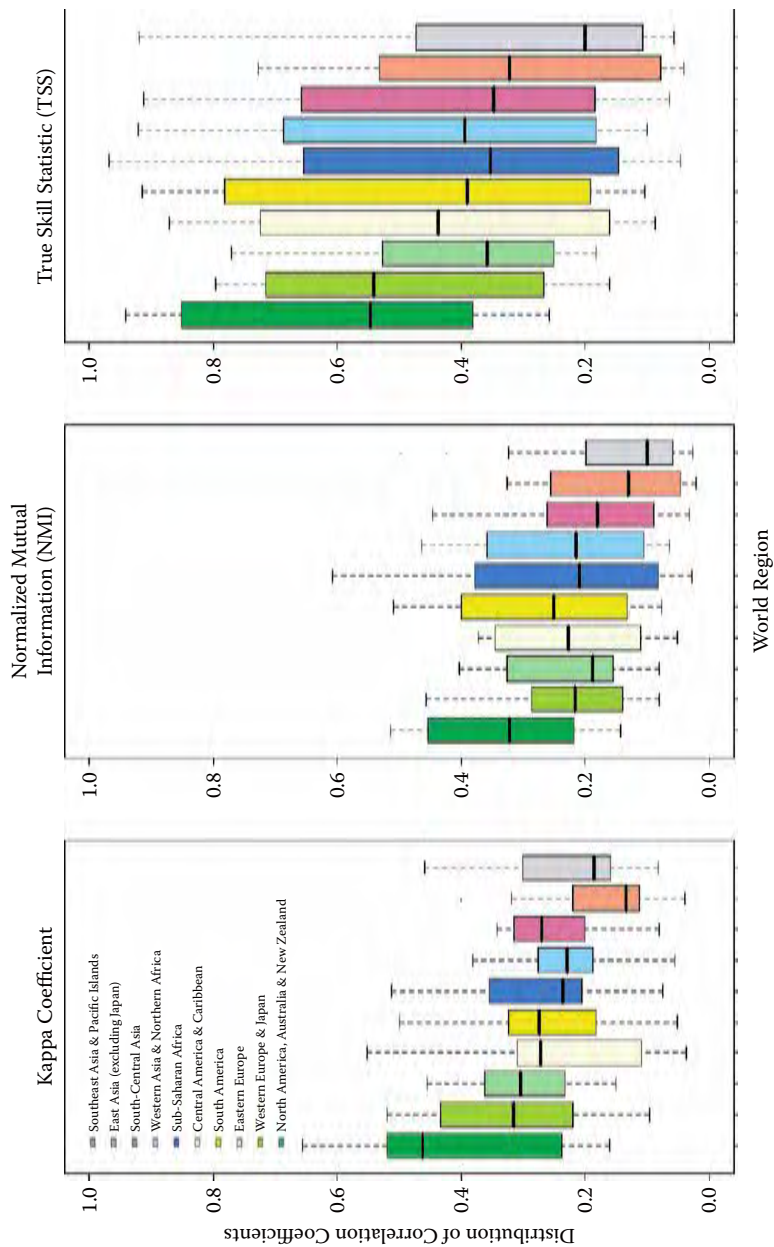 Kappa Coefficient
Normalized Mutual
Information (NMI)
True Skill Statistic (TSS)
Distribution of Correlation Coefficients
1.0
0.8
0.6
0.4
0.2
0.0
Southeast Asia & Pacific Islands
East Asia (excluding Japan)
South-Central Asia
Western Asia & Northern Africa
Sub-Saharan Africa
Central America & Caribbean
South America
Eastern Europe
Western Europe & Japan
North America, Australia & New Zealand
1.0
0.8
0.6
0.4
0.2
0.0
1.0
0.8
0.6
0.4
0.2
0.0
World Region